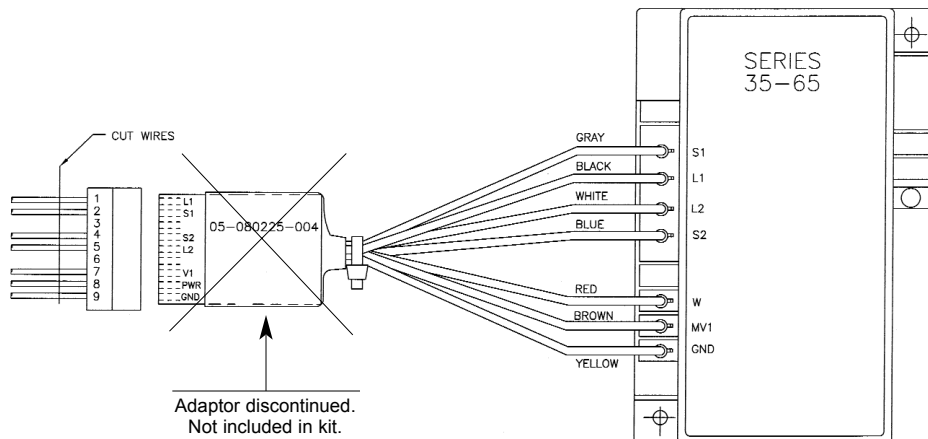 SERIES
35-65
CUT WIRES
1
2
3
4
5
6
7
8
9
L1
S1
S2
L2
V1
PWR
GND
05-080225-004
GRAY
BLACK
WHITE
BLUE
RED
BROWN
YELLOW
S1
L1
L2
S2
W
MV1
GND
Adaptor discontinued.
Not included in kit.